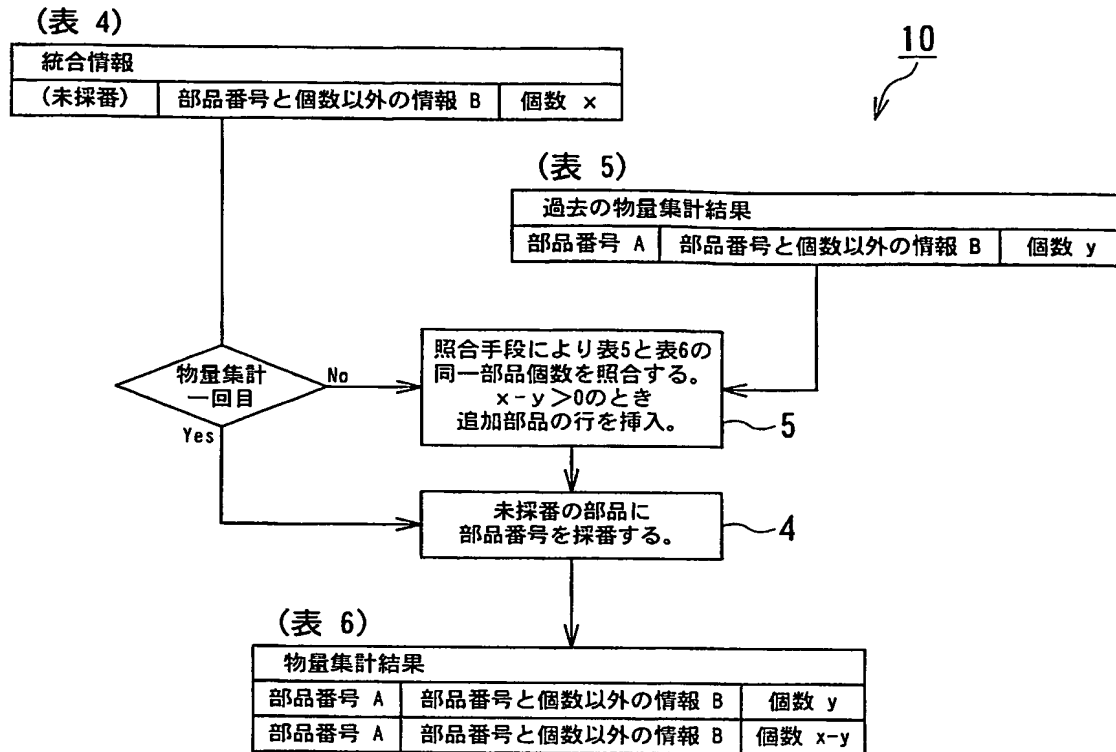 (表 4)
統合情報
(未採番) 部品番号と個数以外の情報 B 個数 x
10
(表 5)
過去の物量集計結果
部品番号 A 部品番号と個数以外の情報 B 個数 y
物量集計
一回目
No
Yes
照合手段により表5と表6の
同一部品個数を照合する。
x-y>0のとき
追加部品の行を挿入。
5
未採番の部品に
部品番号を採番する。
4
(表 6)
物量集計結果
部品番号 A 部品番号と個数以外の情報 B 個数 y
部品番号 A 部品番号と個数以外の情報 B 個数 x-y